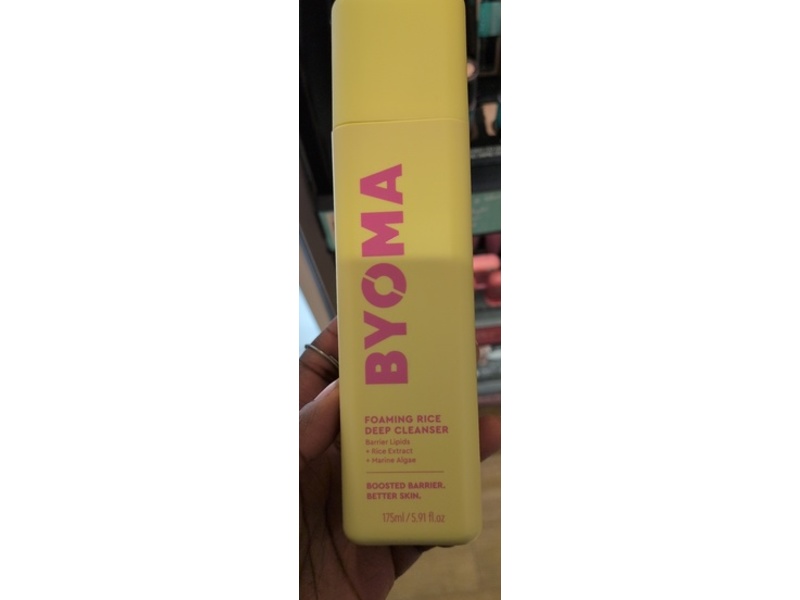 BYOMA
FOAMING RICE
DEEP CLEANSER
Barrier Lipids
+ Rice Extract
+ Marine Algae
BOOSTED BARRIER.
BETTER SKIN.
175ml / 5.91 fl.oz